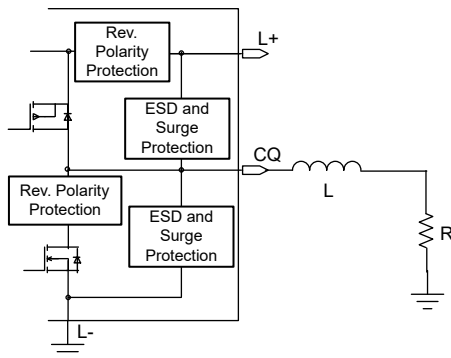 Rev.
Polarity
Protection
L+
ESD and
Surge
Protection
CQ
L
Rev. Polarity
Protection
ESD and
Surge
Protection
R
L-